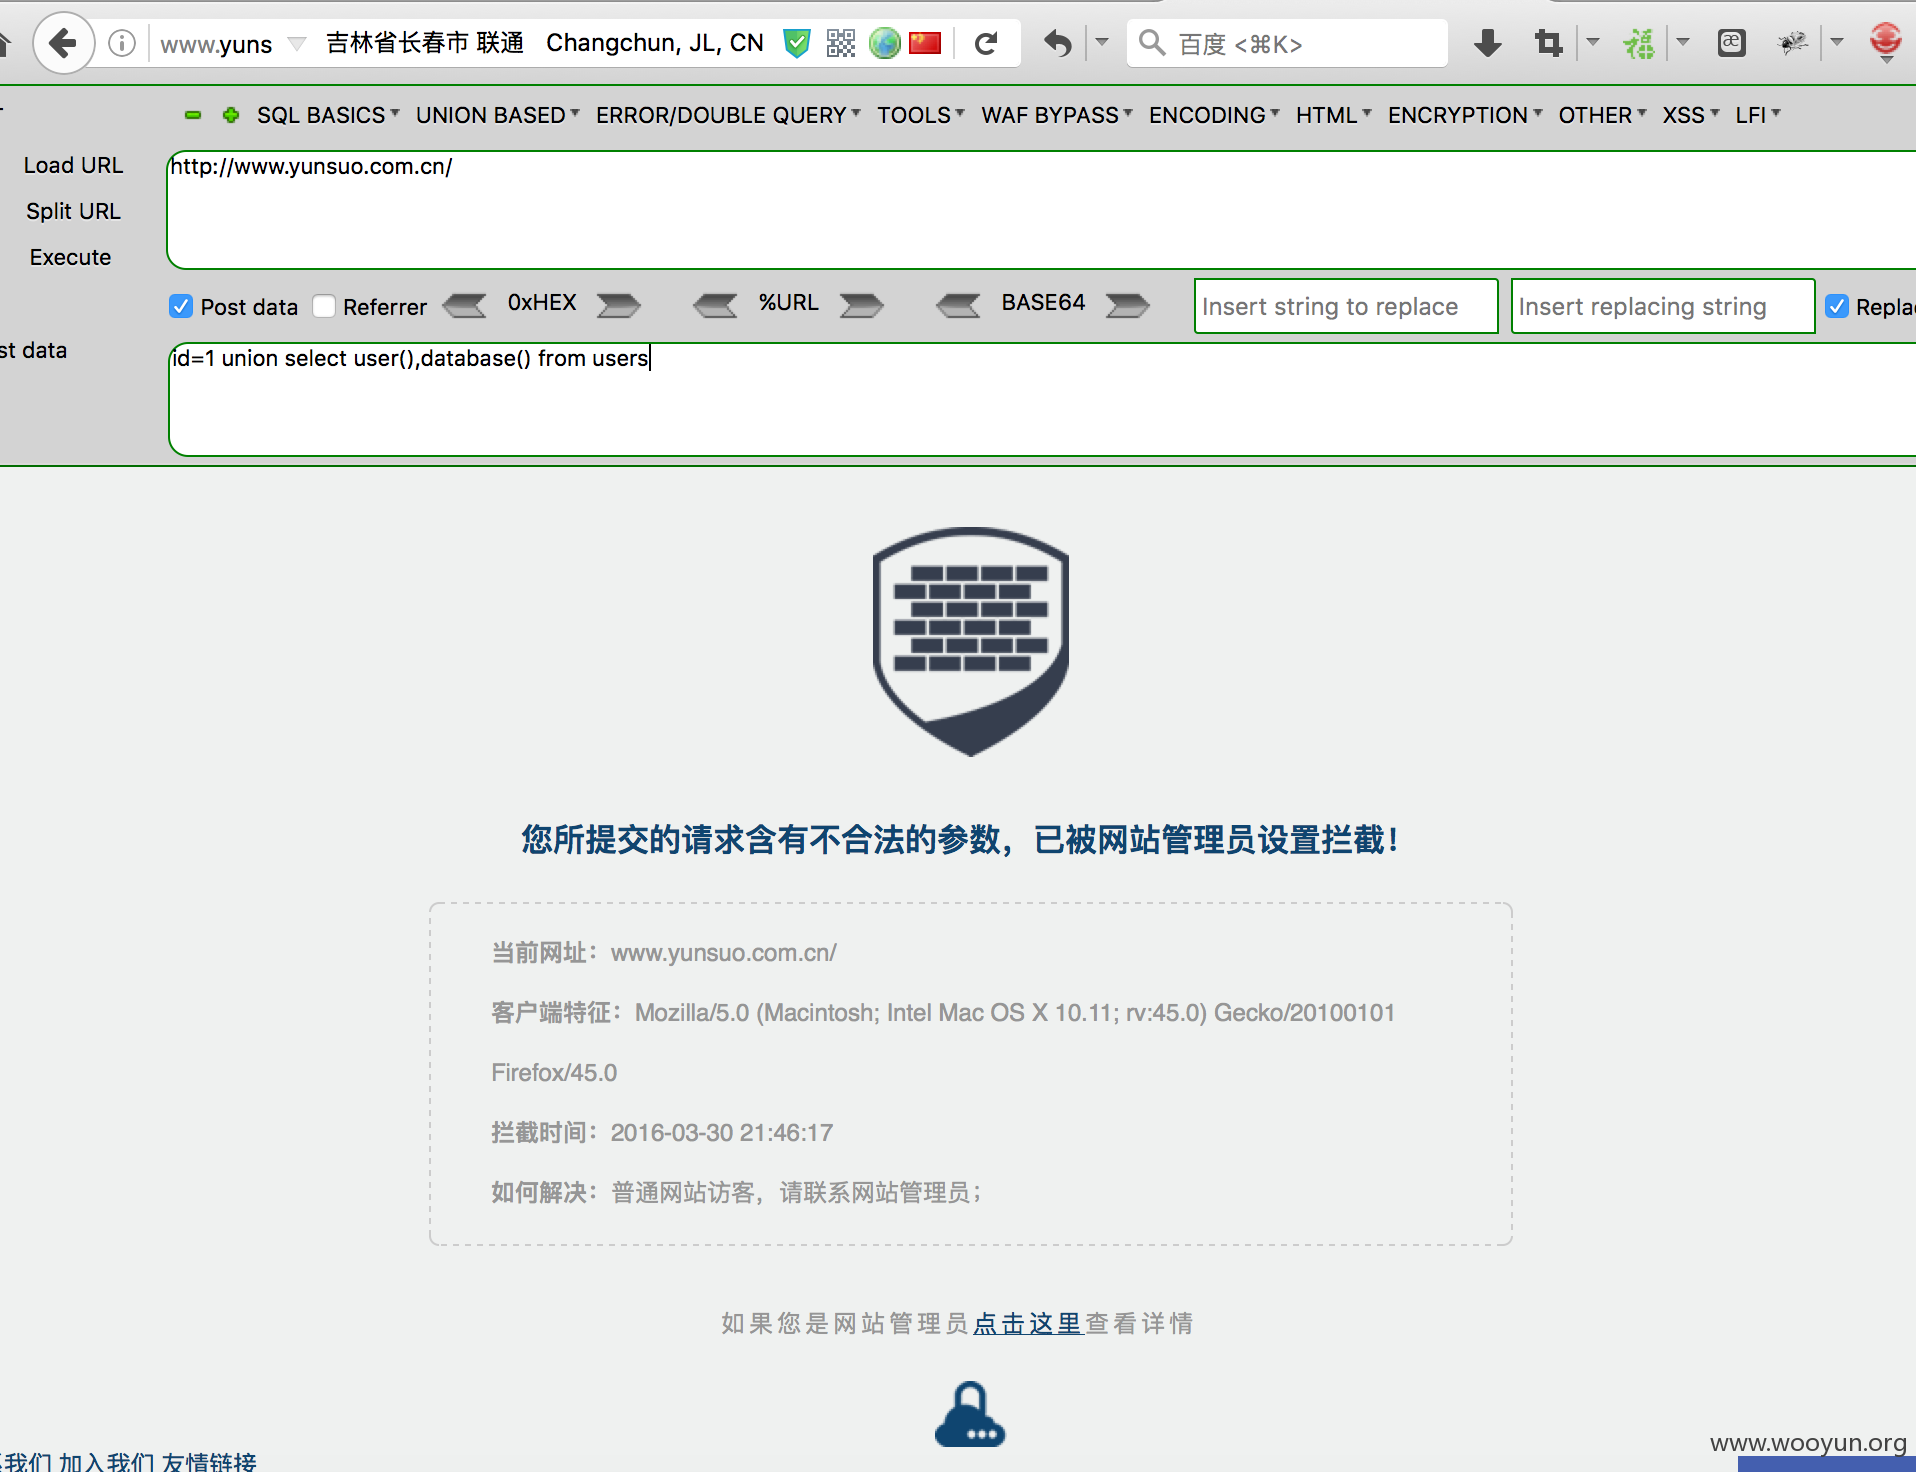 www.yuns 吉林省长春市 联通 Changchun, JL, CN 百度 <⌘K>
SQL BASICS UNION BASED ERROR/DOUBLE QUERY TOOLS WAF BYPASS ENCODING HTML ENCRYPTION OTHER XSS LFI
Load URL http://www.yunsuo.com.cn/
Split URL
Execute
Post data Referrer 0xHEX %URL BASE64 Insert string to replace Insert replacing string Repla
st data id=1 union select user(),database() from users
您所提交的请求含有不合法的参数，已被网站管理员设置拦截！
当前网址：www.yunsuo.com.cn/
客户端特征：Mozilla/5.0 (Macintosh; Intel Mac OS X 10.11; rv:45.0) Gecko/20100101
Firefox/45.0
拦截时间：2016-03-30 21:46:17
如何解决：普通网站访客，请联系网站管理员；
如果您是网站管理员点击这里查看详情
www.wooyun.org
我们 加入我们 友情链接